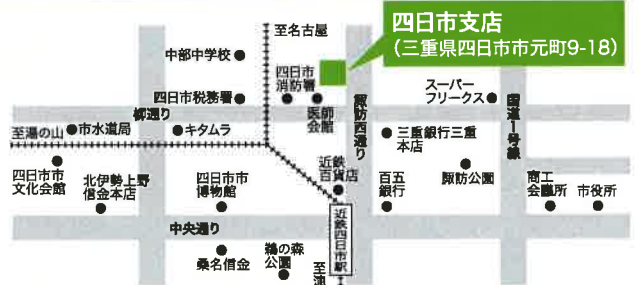 四日市支店
（三重県四日市市元町9-18）
至名古屋
中部中学校
四日市
消防署
スーパー
フリークス
四日市税務署
柳通り
医師
会館
諏訪西通り
国道1号線
至湯の山
市水道局
キタムラ
三重銀行三重
本店
近鉄
百貨店
諏訪公園
四日市市
文化会館
北伊勢上野
信金本店
四日市市
博物館
百五
銀行
商工
会議所
市役所
中央通り
近鉄四日市駅
桑名信金
鵜の森
公園
至津